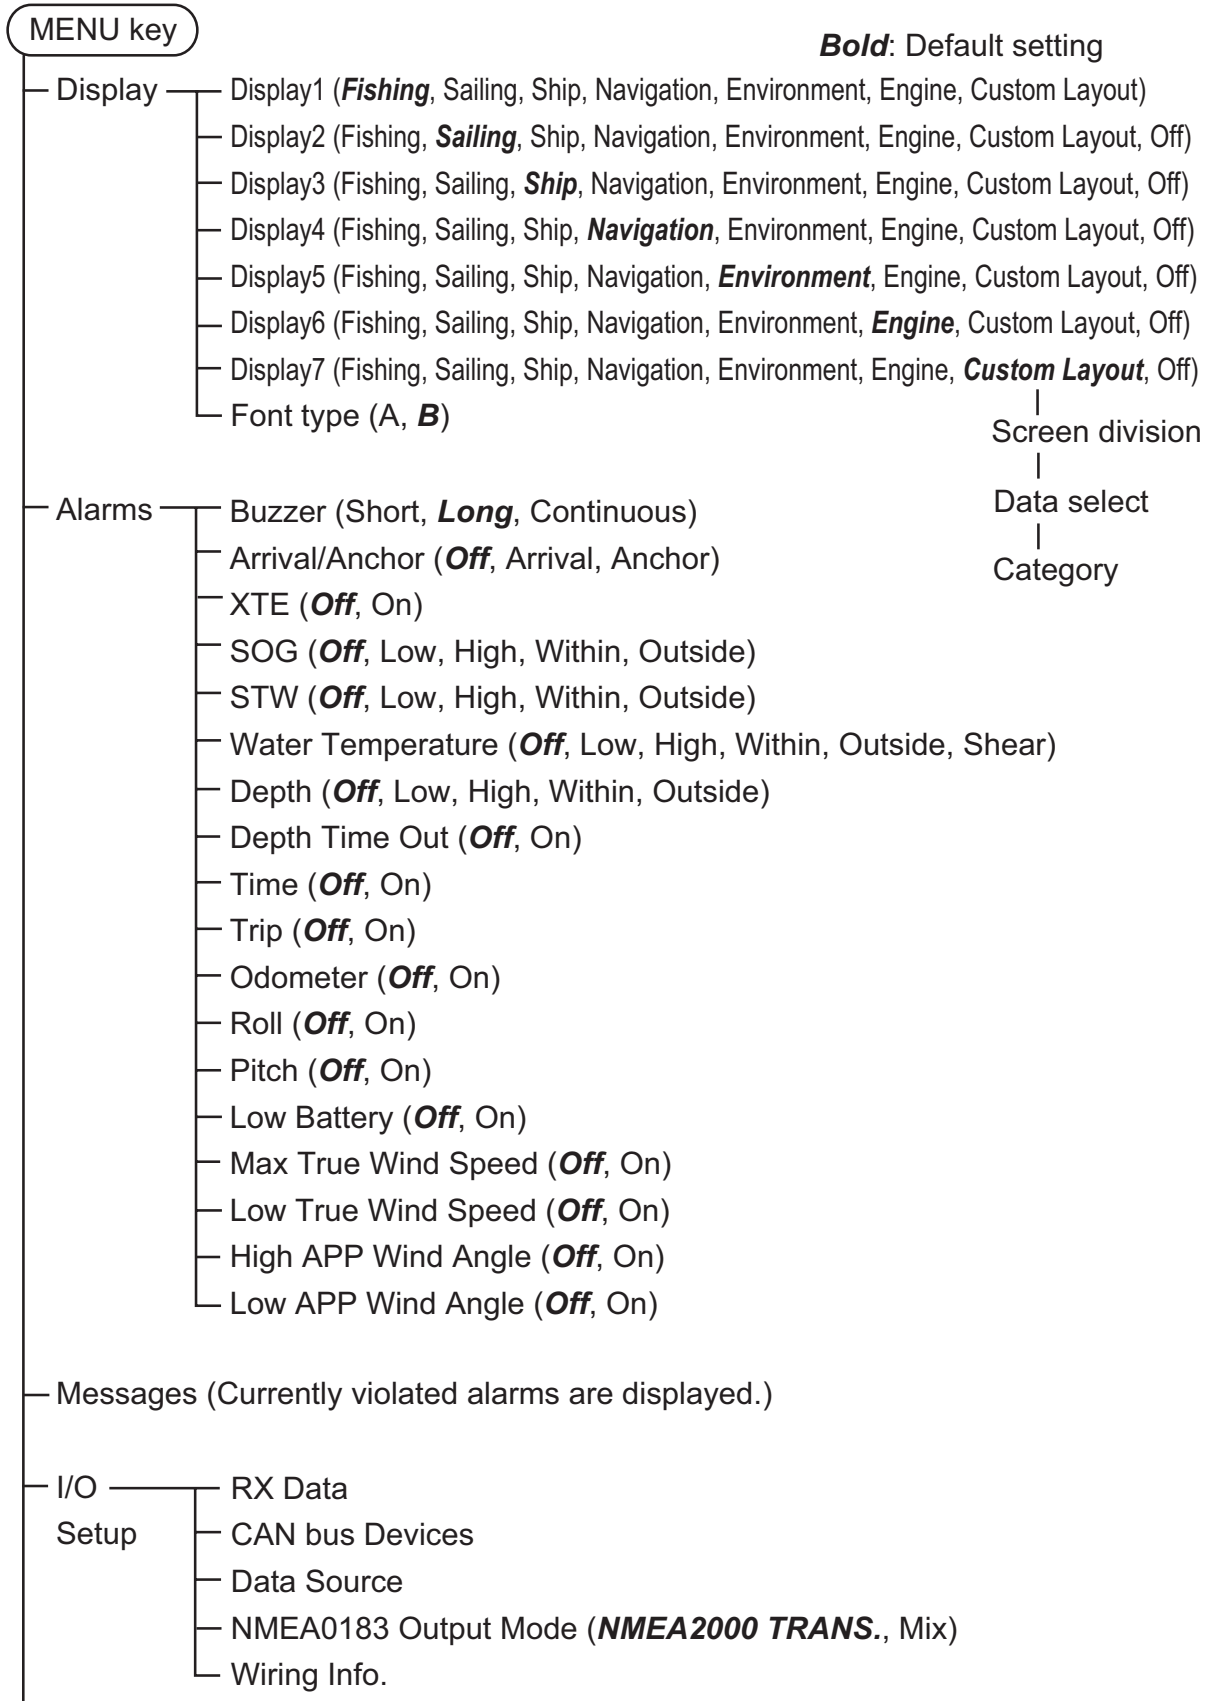 MENU key
Bold: Default setting
Display
Display1 (Fishing, Sailing, Ship, Navigation, Environment, Engine, Custom Layout)
Display2 (Fishing, Sailing, Ship, Navigation, Environment, Engine, Custom Layout, Off)
Display3 (Fishing, Sailing, Ship, Navigation, Environment, Engine, Custom Layout, Off)
Display4 (Fishing, Sailing, Ship, Navigation, Environment, Engine, Custom Layout, Off)
Display5 (Fishing, Sailing, Ship, Navigation, Environment, Engine, Custom Layout, Off)
Display6 (Fishing, Sailing, Ship, Navigation, Environment, Engine, Custom Layout, Off)
Display7 (Fishing, Sailing, Ship, Navigation, Environment, Engine, Custom Layout, Off)
Font type (A, B)
Screen division
Data select
Category
Alarms
Buzzer (Short, Long, Continuous)
Arrival/Anchor (Off, Arrival, Anchor)
XTE (Off, On)
SOG (Off, Low, High, Within, Outside)
STW (Off, Low, High, Within, Outside)
Water Temperature (Off, Low, High, Within, Outside, Shear)
Depth (Off, Low, High, Within, Outside)
Depth Time Out (Off, On)
Time (Off, On)
Trip (Off, On)
Odometer (Off, On)
Roll (Off, On)
Pitch (Off, On)
Low Battery (Off, On)
Max True Wind Speed (Off, On)
Low True Wind Speed (Off, On)
High APP Wind Angle (Off, On)
Low APP Wind Angle (Off, On)
Messages (Currently violated alarms are displayed.)
I/O
Setup
RX Data
CAN bus Devices
Data Source
NMEA0183 Output Mode (NMEA2000 TRANS., Mix)
Wiring Info.